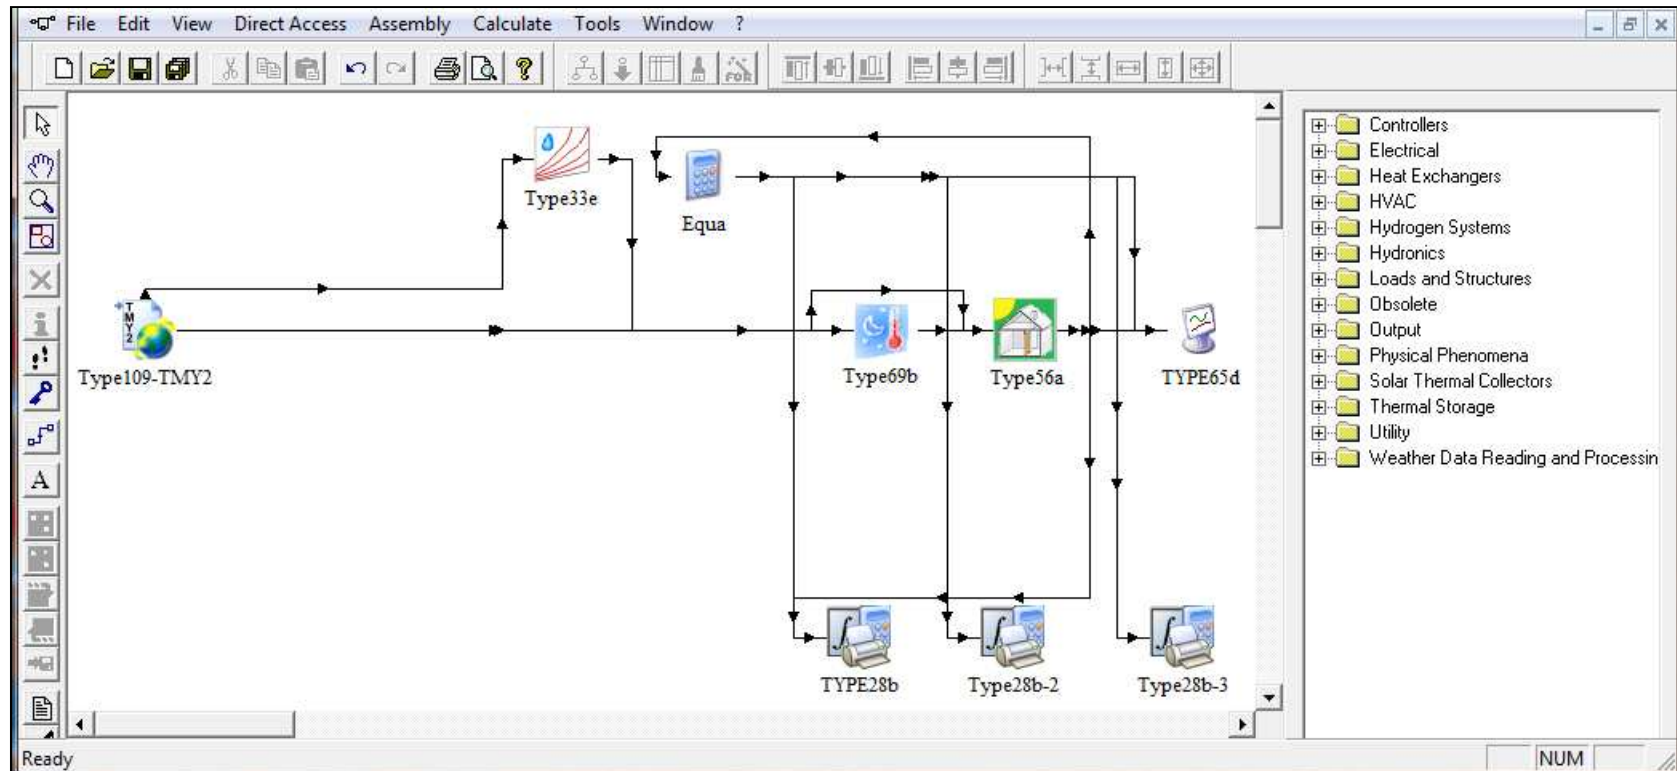 File Edit View Direct Access Assembly Calculate Tools Window ?
FOR
Type33e
Equa
TMY2
Type109-TMY2
Type69b
Type56a
TYPE65d
TYPE28b
Type28b-2
Type28b-3
A
Controllers
Electrical
Heat Exchangers
HVAC
Hydrogen Systems
Hydronics
Loads and Structures
Obsolete
Output
Physical Phenomena
Solar Thermal Collectors
Thermal Storage
Utility
Weather Data Reading and Processin
Ready
NUM